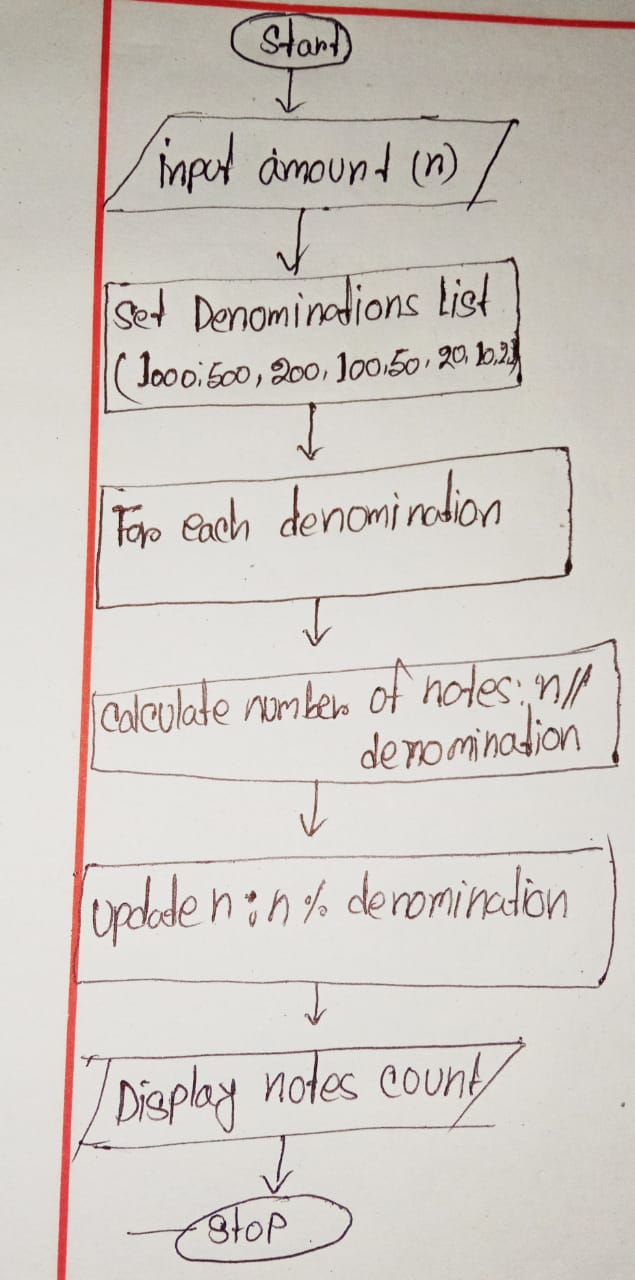 Start
input amount (n)
Set Denominations List
(1000,500, 200, 100,50, 20, 10,2)
For each denomination
Calculate number of notes: n//
denomination
Update n : n % denomination
Display notes count
Stop